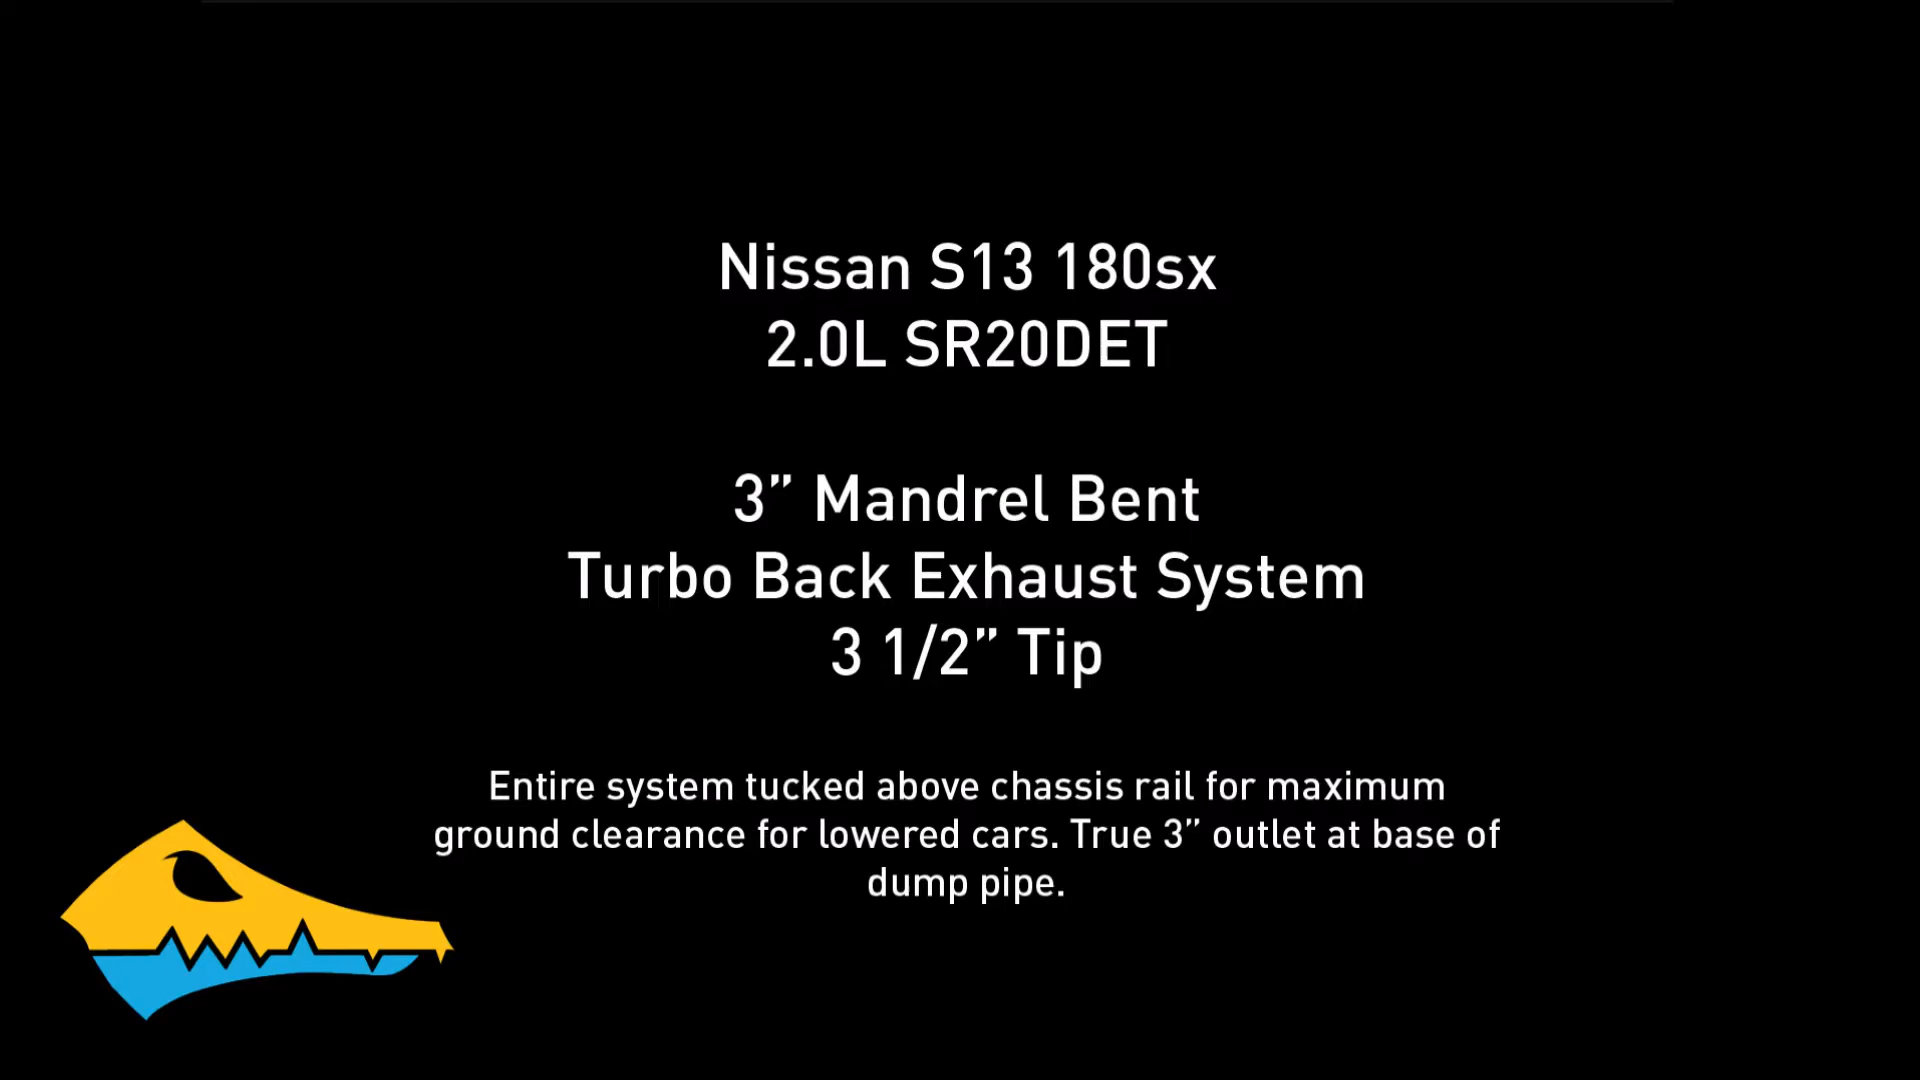 Nissan S13 180sx
2.0L SR20DET
3” Mandrel Bent
Turbo Back Exhaust System
3 1/2” Tip
Entire system tucked above chassis rail for maximum
ground clearance for lowered cars. True 3” outlet at base of
dump pipe.